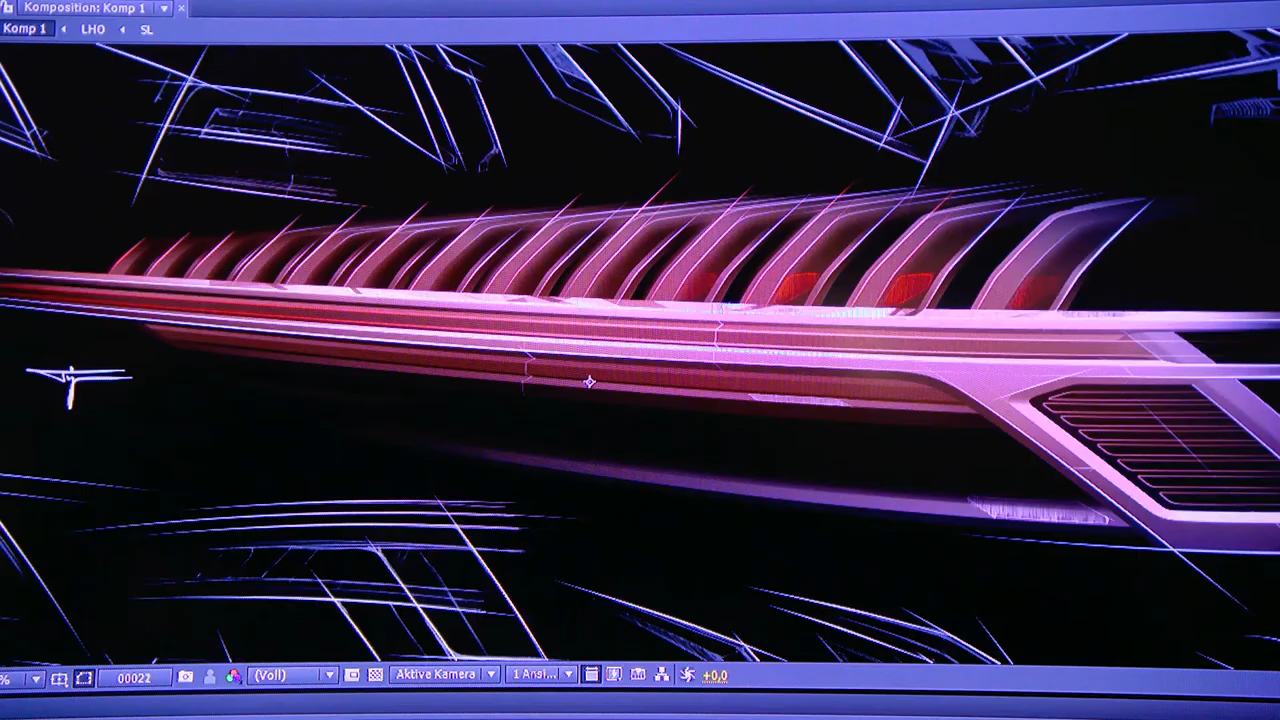 Komposition: Komp 1
Komp 1 LHO SL
% 00022 (Voll) Aktive Kamera 1 Ansi... +0,0